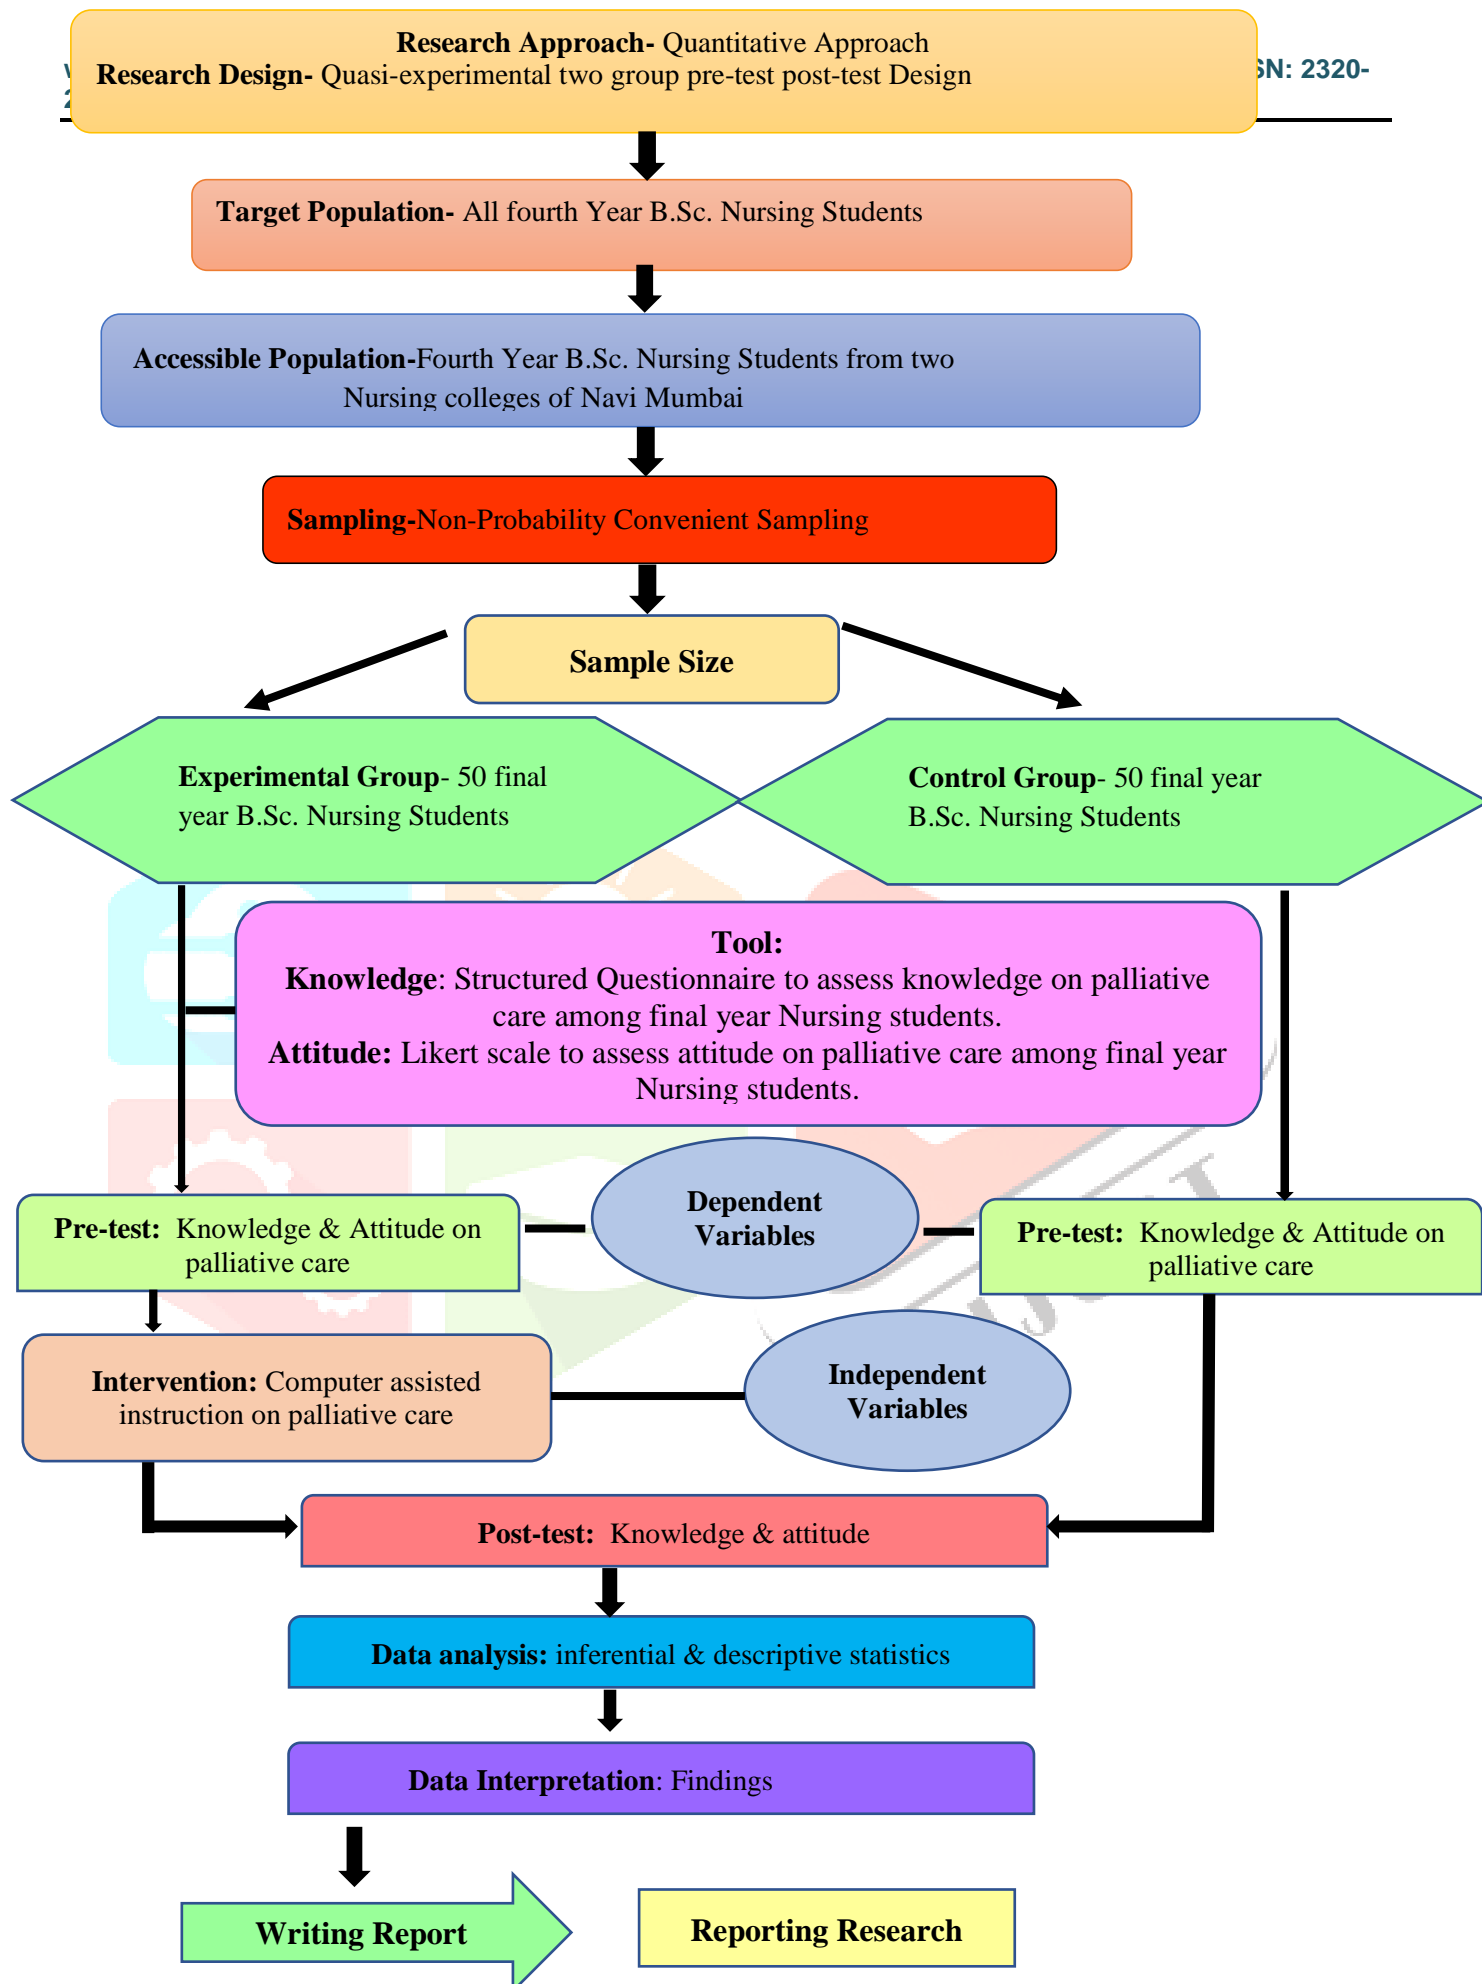 Research Approach- Quantitative Approach
Research Design- Quasi-experimental two group pre-test post-test Design
SN: 2320-
Target Population- All fourth Year B.Sc. Nursing Students
Accessible Population-Fourth Year B.Sc. Nursing Students from two
Nursing colleges of Navi Mumbai
Sampling-Non-Probability Convenient Sampling
Sample Size
Experimental Group- 50 final
year B.Sc. Nursing Students
Control Group- 50 final year
B.Sc. Nursing Students
Tool:
Knowledge: Structured Questionnaire to assess knowledge on palliative
care among final year Nursing students.
Attitude: Likert scale to assess attitude on palliative care among final year
Nursing students.
Pre-test: Knowledge & Attitude on
palliative care
Dependent
Variables
Pre-test: Knowledge & Attitude on
palliative care
Intervention: Computer assisted
instruction on palliative care
Independent
Variables
Post-test: Knowledge & attitude
Data analysis: inferential & descriptive statistics
Data Interpretation: Findings
Writing Report
Reporting Research